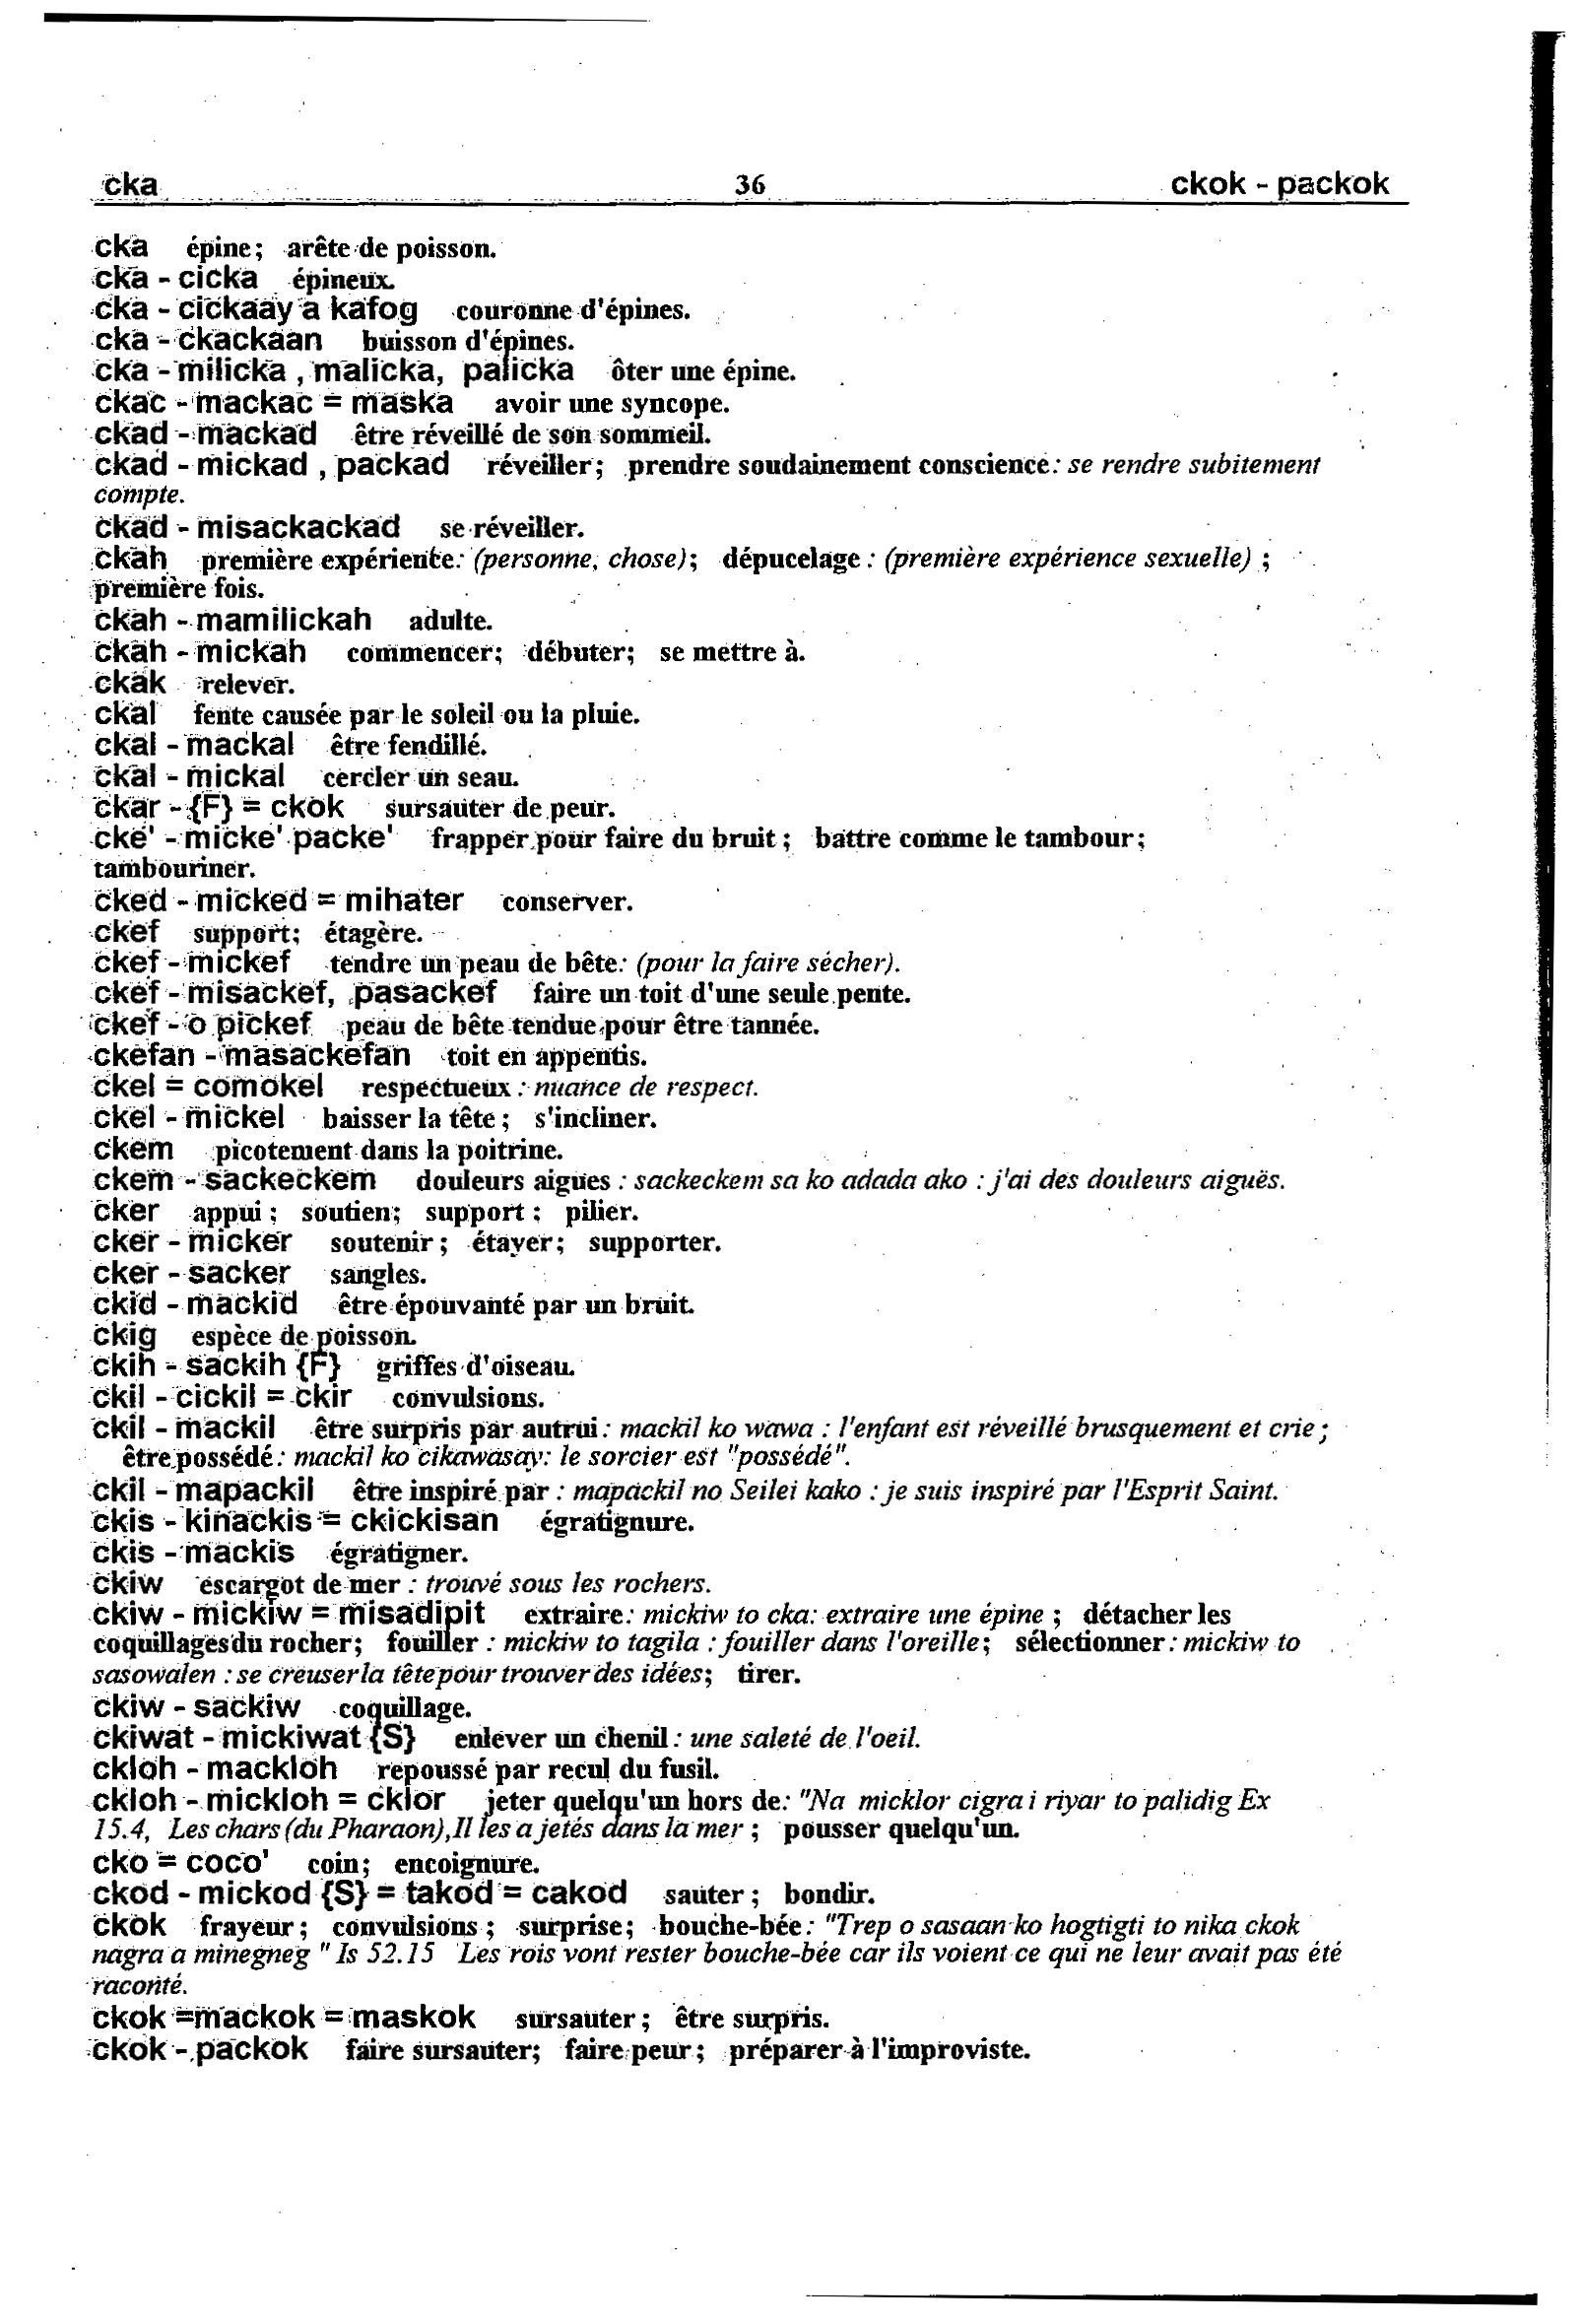 cka 36 ckok - packok
cka épine; arête de poisson.
cka - cicka épineux.
cka - cickaay a kafog couronne d'épines.
cka - ckackaan buisson d'épines.
cka - milicka , malicka, palicka ôter une épine.
ckac - mackac = maska avoir une syncope.
ckad - mackad être réveillé de son sommeil.
ckad - mickad , packad réveiller; prendre soudainement conscience: se rendre subitement
compte.
ckad - misackackad se réveiller.
ckah première expériente: (personne, chose); dépucelage : (première expérience sexuelle) ;
première fois.
ckah - mamilickah adulte.
ckah - mickah commencer; débuter; se mettre à.
ckak relever.
ckal fente causée par le soleil ou la pluie.
ckal - mackal être fendillé.
ckal - mickal cercler un seau.
ckar - {F} = ckok sursauter de peur.
cke' - micke' packe' frapper pour faire du bruit ; battre comme le tambour;
tambouriner.
cked - micked = mihater conserver.
ckef support; étagère.
ckef - mickef tendre un peau de bête: (pour la faire sécher).
ckef - misackef, pasackef faire un toit d'une seule pente.
ckef - o pickef peau de bête tendue pour être tannée.
ckefan - masackefan toit en appentis.
ckel = comokel respectueux : nuance de respect.
ckel - mickel baisser la tête ; s'incliner.
ckem picotement dans la poitrine.
ckem - sackeckem douleurs aigues : sackeckem sa ko adada ako : j'ai des douleurs aiguës.
cker appui ; soutien; support ; pilier.
cker - micker soutenir ; étayer; supporter.
cker - sacker sangles.
ckid - mackid être épouvanté par un bruit.
ckig espèce de poisson.
ckih - sackih {F} griffes d'oiseau.
ckil - cickil = ckir convulsions.
ckil - mackil être surpris par autrui : mackil ko wawa : l'enfant est réveillé brusquement et crie ;
être possédé : mackil ko cikawasay: le sorcier est "possédé".
ckil - mapackil être inspiré par : mapackil no Seilei kako : je suis inspiré par l'Esprit Saint.
ckis - kinackis = ckickisan égratignure.
ckis - mackis égratigner.
ckiw escargot de mer : trouvé sous les rochers.
ckiw - mickiw = misadipit extraire: mickiw to cka: extraire une épine ; détacher les
coquillages du rocher; fouiller : mickiw to tagila : fouiller dans l'oreille; sélectionner : mickiw to
sasowalen : se creuser la tête pour trouver des idées; tirer.
ckiw - sackiw coquillage.
ckiwat - mickiwat {S} enlever un chenil : une saleté de l'oeil.
ckloh - mackloh repoussé par recul du fusil.
ckloh - mickloh = cklor jeter quelqu'un hors de: "Na micklor cigra i riyar to palidig Ex
15.4, Les chars (du Pharaon),Il les a jetés dans la mer ; pousser quelqu'un.
cko = coco' coin; encoignure.
ckod - mickod {S} = takod = cakod sauter ; bondir.
ckok frayeur ; convulsions ; surprise; bouche-bée : "Trep o sasaan ko hogtigti to nika ckok
nagra a minegneg " Is 52.15 Les rois vont rester bouche-bée car ils voient ce qui ne leur avait pas été
raconté.
ckok =mackok = maskok sursauter ; être surpris.
ckok - packok faire sursauter; faire peur ; préparer à l'improviste.